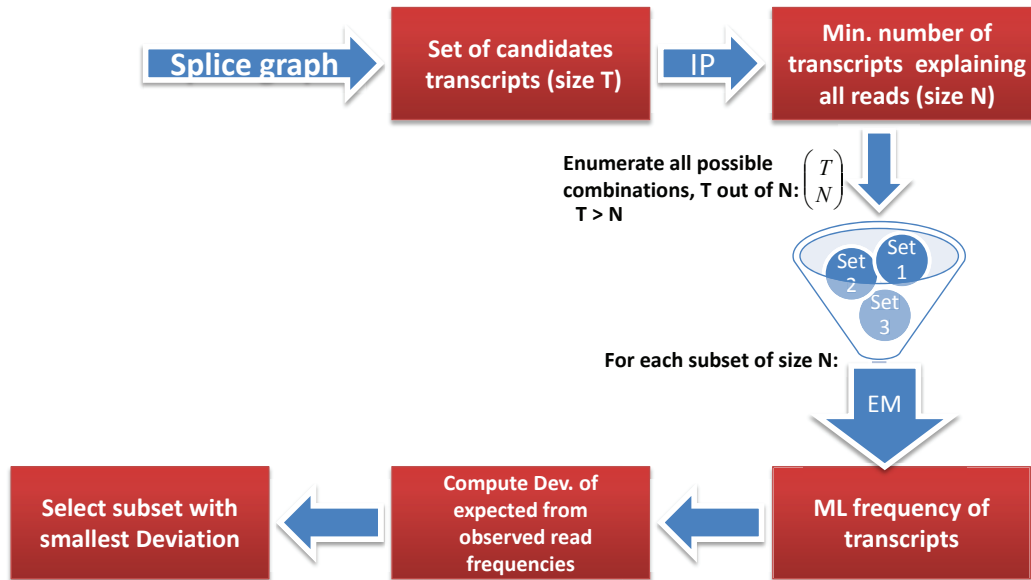 Splice graph
Set of candidates
transcripts (size T)
IP
Min. number of
transcripts explaining
all reads (size N)
Enumerate all possible
combinations, T out of N:
T > N
(T
N)
Set
1
Set
2
Set
3
For each subset of size N:
EM
ML frequency of
transcripts
Compute Dev. of
expected from
observed read
frequencies
Select subset with
smallest Deviation